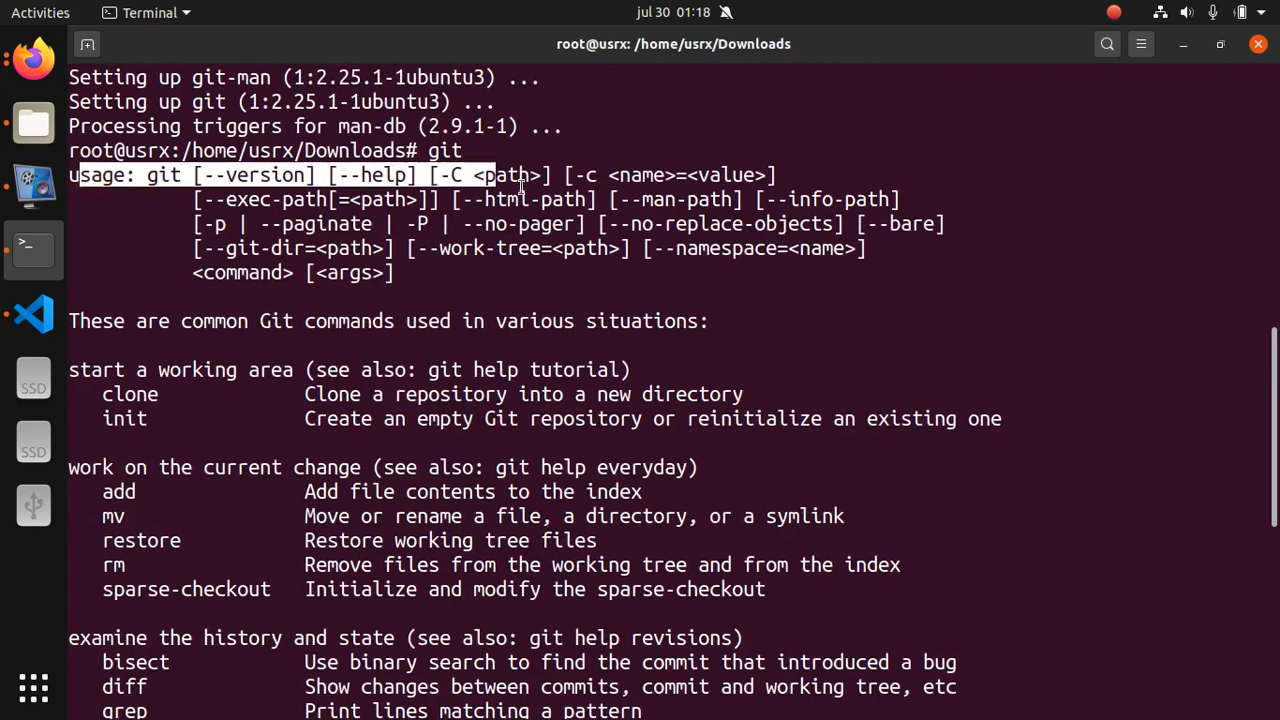 Activities
Terminal
jul 30 01:18
root@usrx: /home/usrx/Downloads
Setting up git-man (1:2.25.1-1ubuntu3) ...
Setting up git (1:2.25.1-1ubuntu3) ...
Processing triggers for man-db (2.9.1-1) ...
root@usrx:/home/usrx/Downloads# git
usage: git [--version] [--help] [-C <path>] [-c <name>=<value>]
           [--exec-path[=<path>]] [--html-path] [--man-path] [--info-path]
           [-p | --paginate | -P | --no-pager] [--no-replace-objects] [--bare]
           [--git-dir=<path>] [--work-tree=<path>] [--namespace=<name>]
           <command> [<args>]
These are common Git commands used in various situations:
start a working area (see also: git help tutorial)
   clone             Clone a repository into a new directory
   init              Create an empty Git repository or reinitialize an existing one
work on the current change (see also: git help everyday)
   add               Add file contents to the index
   mv                Move or rename a file, a directory, or a symlink
   restore           Restore working tree files
   rm                Remove files from the working tree and from the index
   sparse-checkout   Initialize and modify the sparse-checkout
examine the history and state (see also: git help revisions)
   bisect            Use binary search to find the commit that introduced a bug
   diff              Show changes between commits, commit and working tree, etc
   grep              Print lines matching a pattern
>_
SSD
SSD